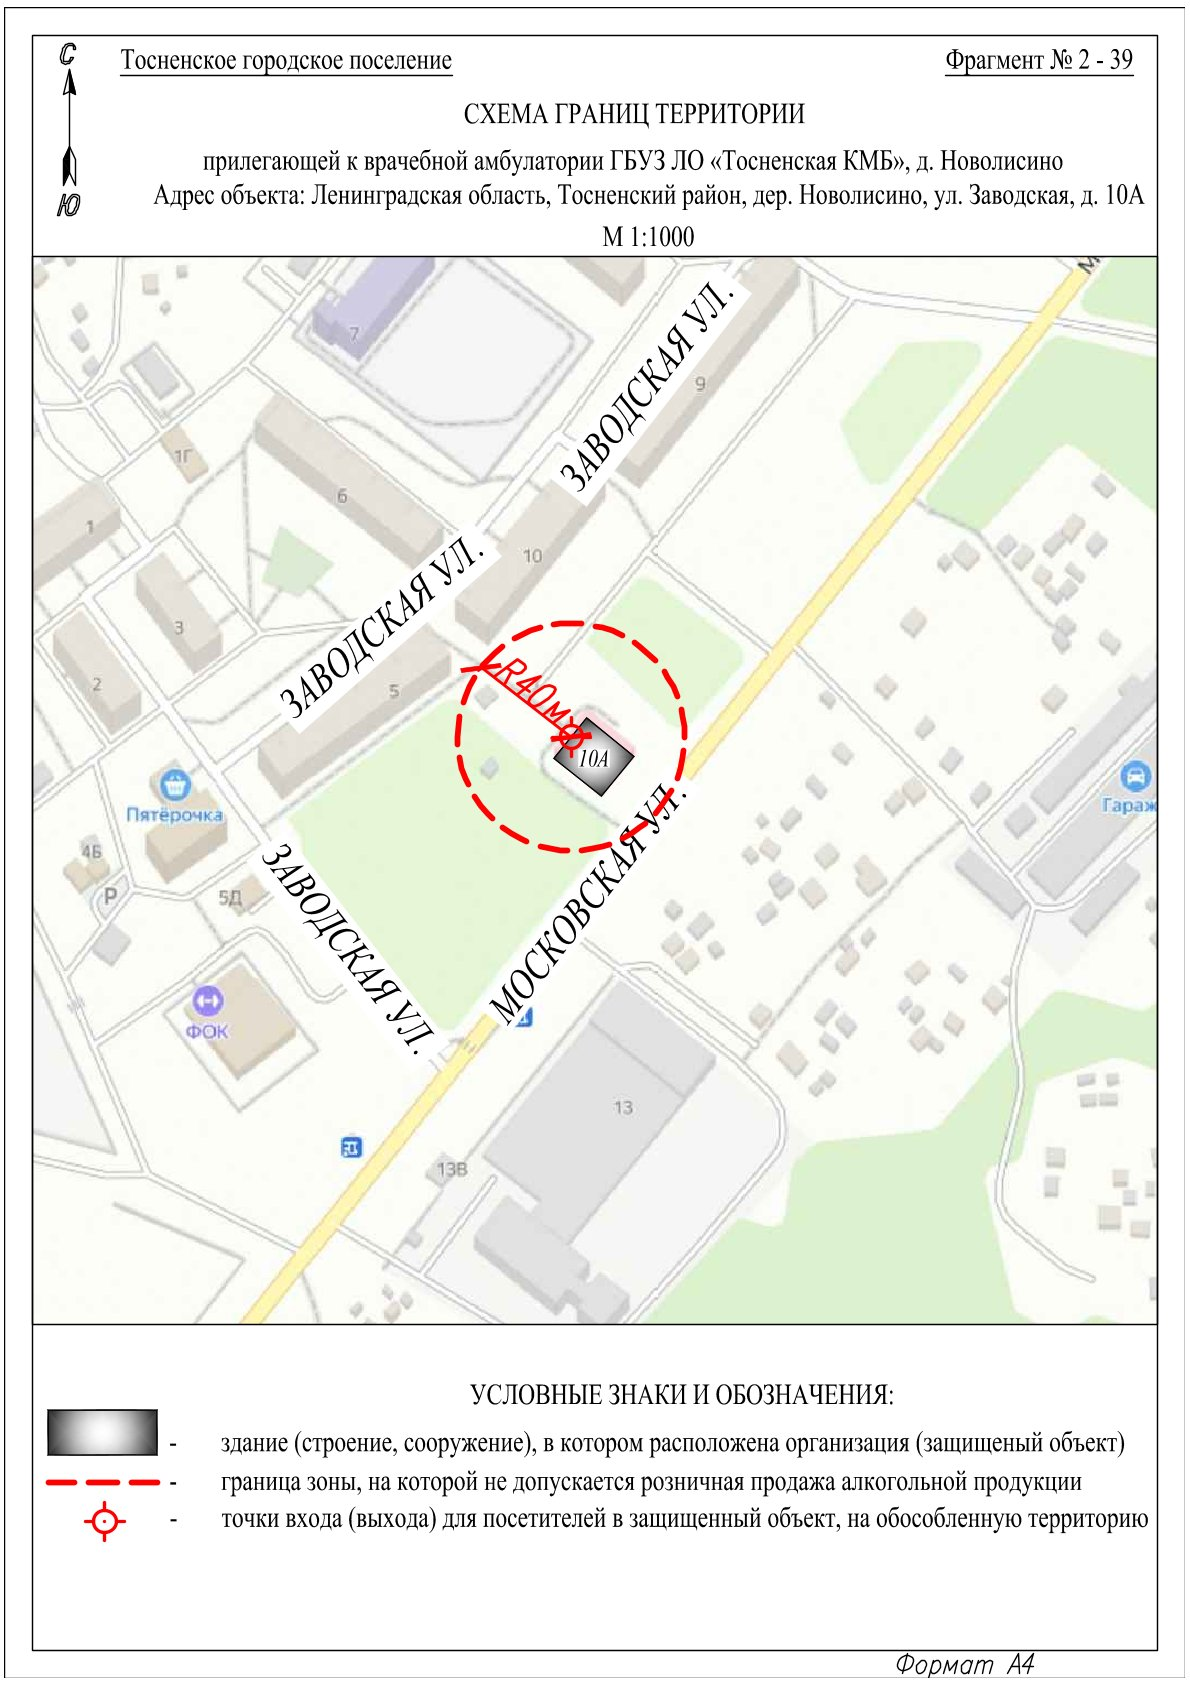 С
Тосненское городское поселение
Фрагмент № 2 - 39
СХЕМА ГРАНИЦ ТЕРРИТОРИИ
прилегающей к врачебной амбулатории ГБУЗ ЛО «Тосненская КМБ», д. Новолисино
Ю
Адрес объекта: Ленинградская область, Тосненский район, дер. Новолисино, ул. Заводская, д. 10А
М 1:1000
М
7
ЗАВОДСКАЯ УЛ.
9
1Г
6
1
10
ЗАВОДСКАЯ УЛ.
3
2
5
R40м
10А
Пятёрочка
Гараж
МОСКОВСКАЯ УЛ.
4Б
Р
5Д
ЗАВОДСКАЯ УЛ.
ФОК
13
13В
УСЛОВНЫЕ ЗНАКИ И ОБОЗНАЧЕНИЯ:
- здание (строение, сооружение), в котором расположена организация (защищеный объект)
- граница зоны, на которой не допускается розничная продажа алкогольной продукции
- точки входа (выхода) для посетителей в защищенный объект, на обособленную территорию
Формат А4